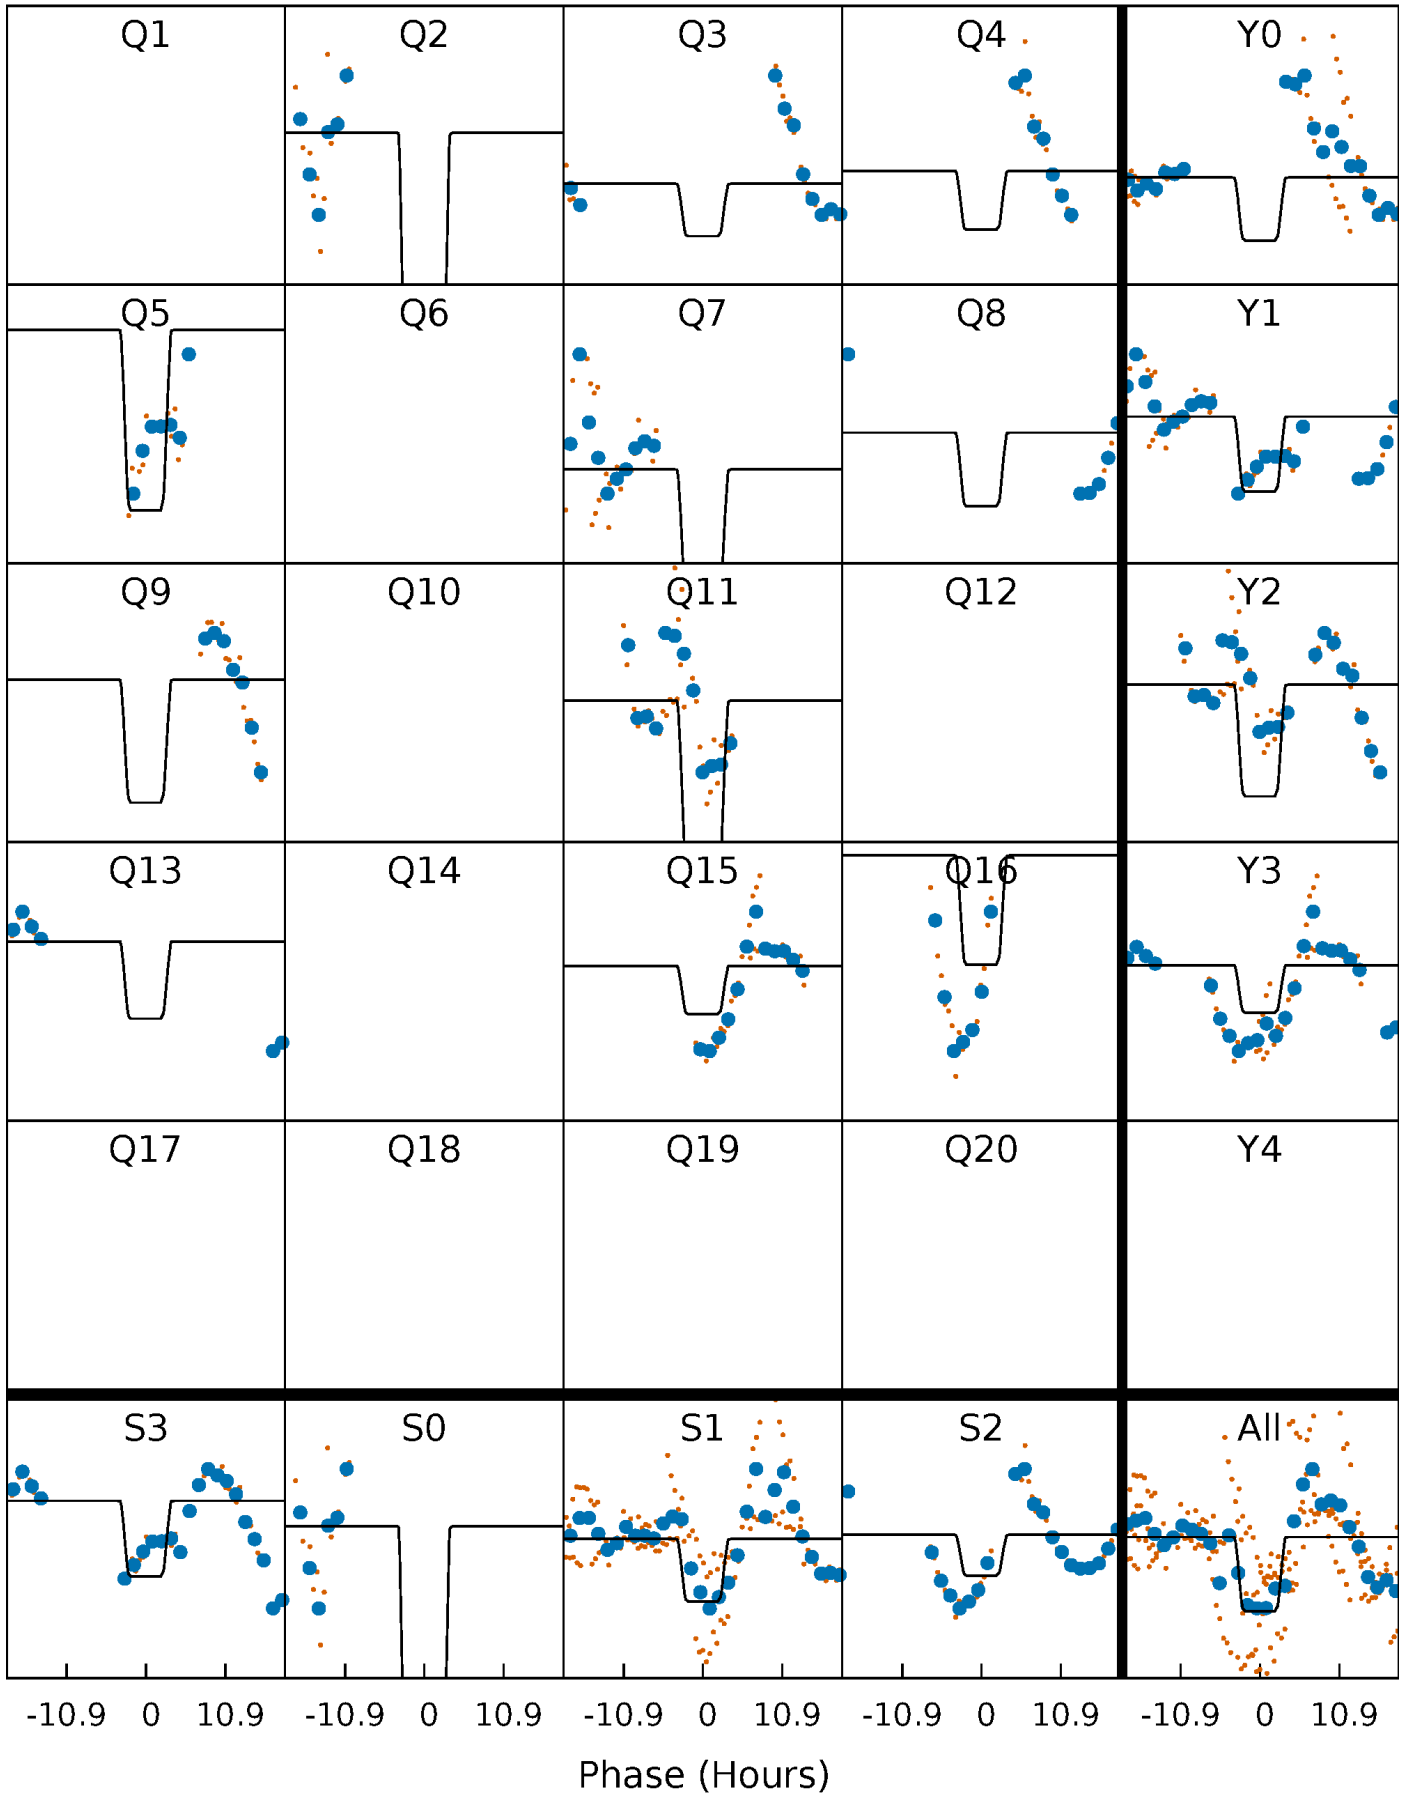 Q1 Q2 Q3 Q4 Y0
Q5 Q6 Q7 Q8 Y1
Q9 Q10 Q11 Q12 Y2
Q13 Q14 Q15 Q16 Y3
Q17 Q18 Q19 Q20 Y4
S3 S0 S1 S2 All
-10.9 0 10.9 -10.9 0 10.9 -10.9 0 10.9 -10.9 0 10.9 -10.9 0 10.9
Phase (Hours)